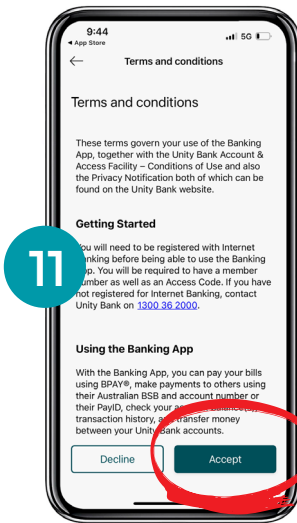 9:44
5G
◀ App Store
Terms and conditions
Terms and conditions
These terms govern your use of the Banking
App, together with the Unity Bank Account &
Access Facility – Conditions of Use and also
the Privacy Notification both of which can be
found on the Unity Bank website.
Getting Started
You will need to be registered with Internet
Banking before being able to use the Banking
App. You will be required to have a member
number as well as an Access Code. If you have
not registered for Internet Banking, contact
Unity Bank on 1300 36 2000.
11
Using the Banking App
With the Banking App, you can pay your bills
using BPAY®, make payments to others using
their Australian BSB and account number or
their PayID, check your account balance(s),
transaction history, and transfer money
between your Unity Bank accounts.
Decline
Accept